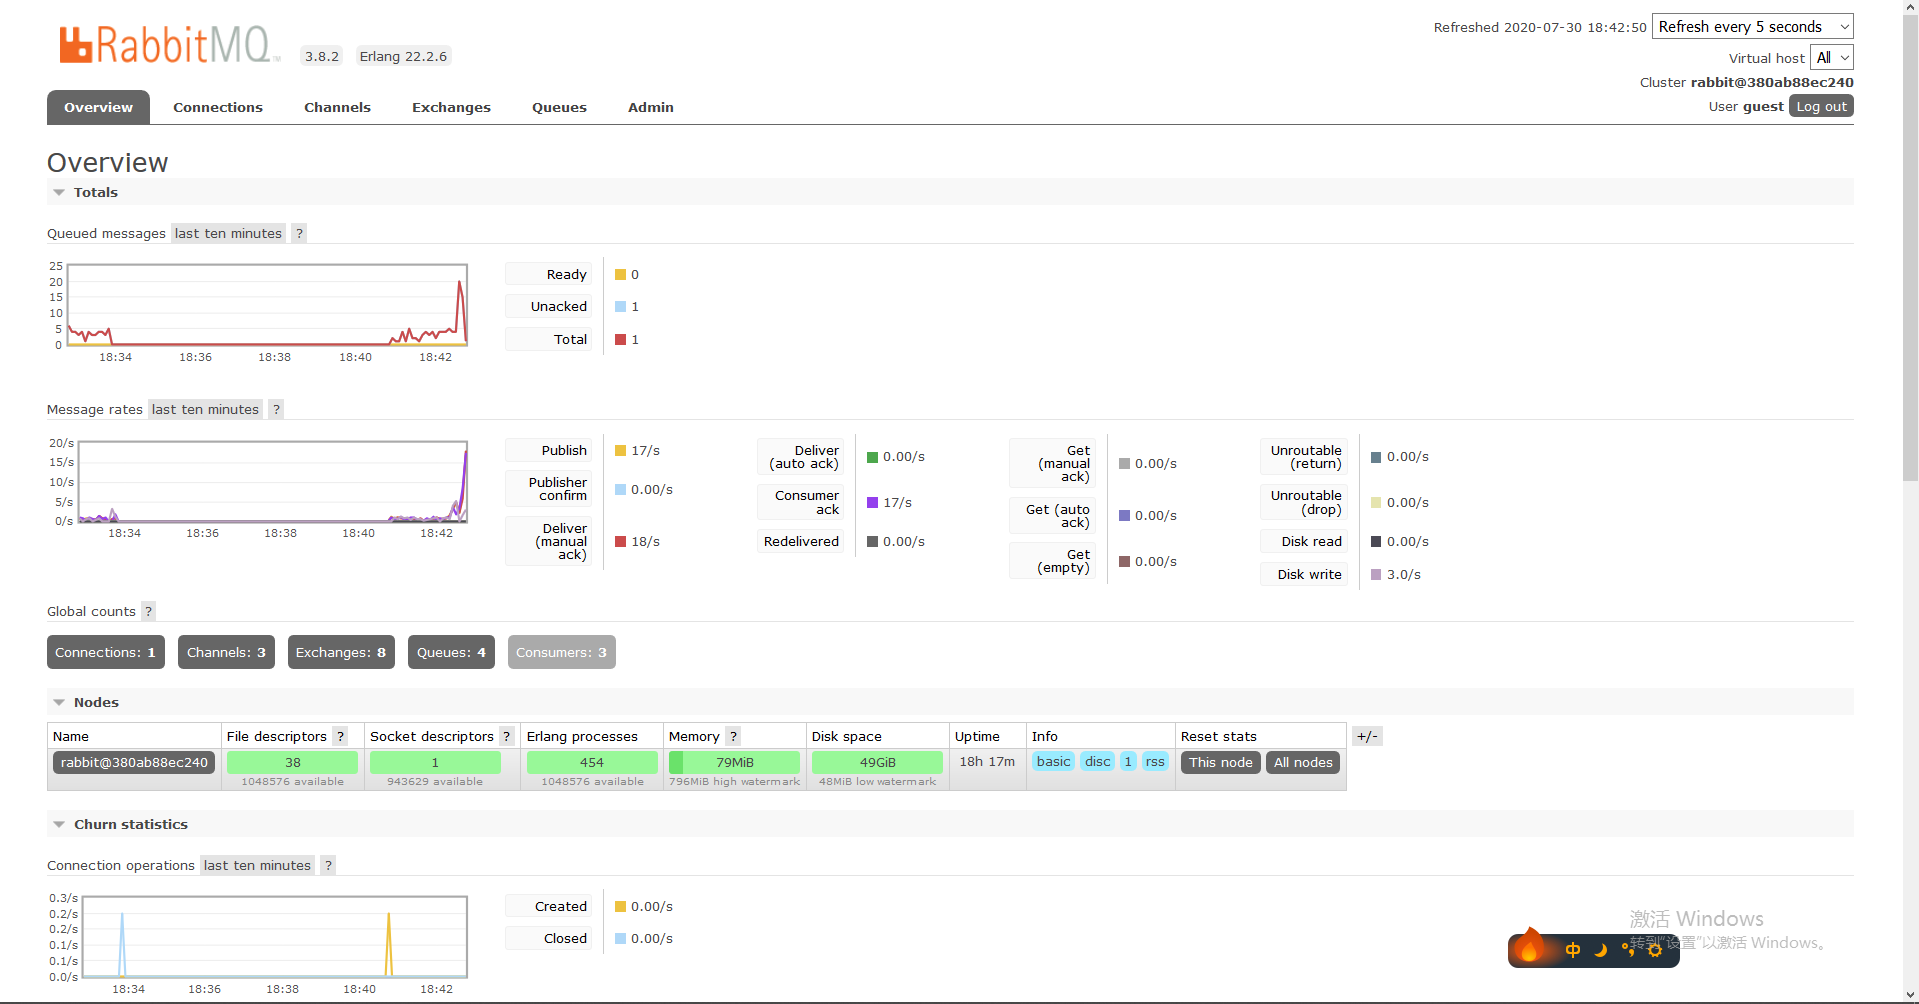 RabbitMQ™ 3.8.2 Erlang 22.2.6
Refreshed 2020-07-30 18:42:50 Refresh every 5 seconds
Virtual host All
Cluster rabbit@380ab88ec240
User guest Log out
Overview Connections Channels Exchanges Queues Admin
Overview
Totals
Queued messages last ten minutes ?
25
20
15
10
5
0
18:34 18:36 18:38 18:40 18:42
Ready 0
Unacked 1
Total 1
Message rates last ten minutes ?
20/s
15/s
10/s
5/s
0/s
18:34 18:36 18:38 18:40 18:42
Publish 17/s
Publisher
confirm 0.00/s
Deliver
(manual
ack) 18/s
Deliver
(auto ack) 0.00/s
Consumer
ack 17/s
Redelivered 0.00/s
Get
(manual
ack) 0.00/s
Get (auto
ack) 0.00/s
Get
(empty) 0.00/s
Unroutable
(return) 0.00/s
Unroutable
(drop) 0.00/s
Disk read 0.00/s
Disk write 3.0/s
Global counts ?
Connections: 1 Channels: 3 Exchanges: 8 Queues: 4 Consumers: 3
Nodes
Name File descriptors ? Socket descriptors ? Erlang processes Memory ? Disk space Uptime Info Reset stats +/-
rabbit@380ab88ec240 38 1 454 79MiB 49GiB 18h 17m basic disc 1 rss This node All nodes
1048576 available 943629 available 1048576 available 796MiB high watermark 48MiB low watermark
Churn statistics
Connection operations last ten minutes ?
0.3/s
0.2/s
0.2/s
0.1/s
0.1/s
0.0/s
18:34 18:36 18:38 18:40 18:42
Created 0.00/s
Closed 0.00/s
激活 Windows
转到"设置"以激活 Windows。
中